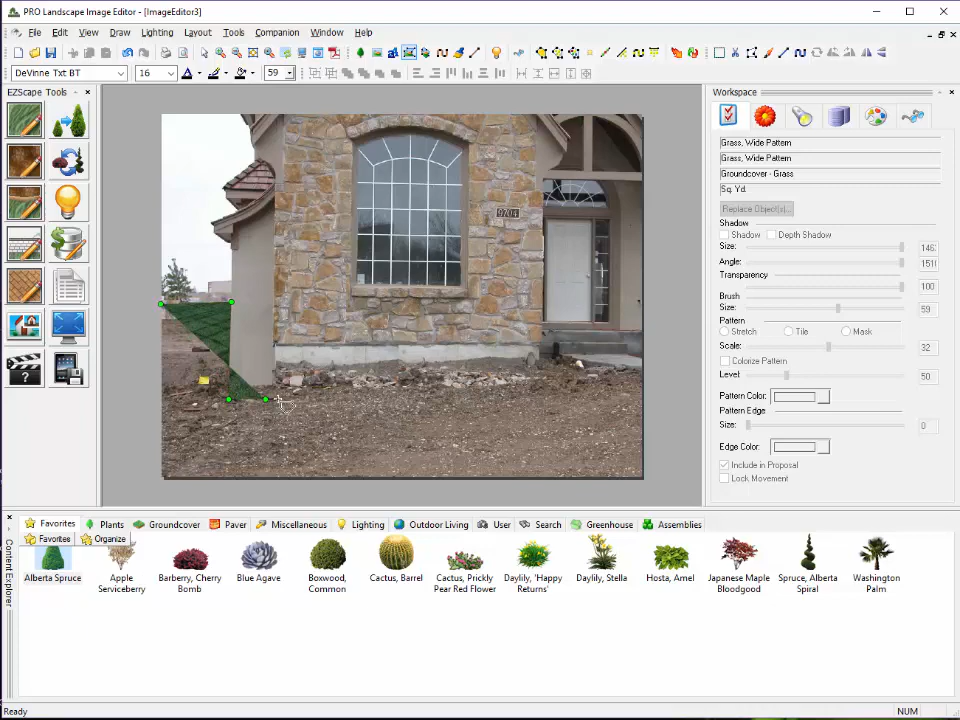 PRO Landscape Image Editor - [ImageEditor3]
File Edit View Draw Lighting Layout Tools Companion Window Help
DeVinne Txt BT 16 59
EZScape Tools
Workspace
9704
Grass, Wide Pattern
Grass, Wide Pattern
Groundcover - Grass
Sq. Yd.
Replace Object(s)...
Shadow
Shadow Depth Shadow
Size:
Angle:
Transparency
100
Brush
Size: 59
Pattern
Stretch Tile Mask
Scale: 32
Colorize Pattern
Level: 50
Pattern Color:
Pattern Edge
Size: 0
Edge Color:
Include in Proposal
Lock Movement
Content Explorer
Favorites Plants Groundcover Paver Miscellaneous Lighting Outdoor Living User Search Greenhouse Assemblies
Favorites Organize
Alberta Spruce
Apple Serviceberry
Barberry, Cherry Bomb
Blue Agave
Boxwood, Common
Cactus, Barrel
Cactus, Prickly Pear Red Flower
Daylily, 'Happy Returns'
Daylily, Stella
Hosta, Amel
Japanese Maple Bloodgood
Spruce, Alberta Spiral
Washington Palm
Ready
NUM